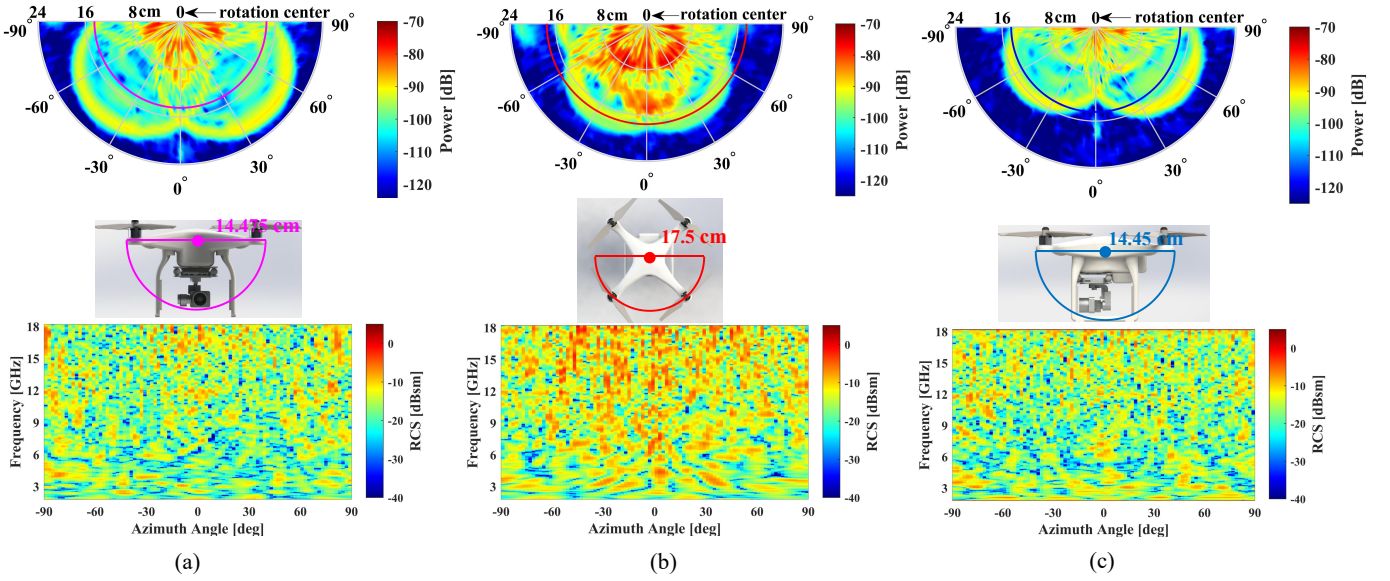 24 16 8 cm 0 rotation center
-90° 90°
-60° 60°
-30° 30°
0°
-70
-80
-90
-100
-110
-120
Power [dB]
24 16 8 cm 0 rotation center
-90° 90°
-60° 60°
-30° 30°
0°
-70
-80
-90
-100
-110
-120
Power [dB]
24 16 8 cm 0 rotation center
-90° 90°
-60° 60°
-30° 30°
0°
-70
-80
-90
-100
-110
-120
Power [dB]
14.475 cm
17.5 cm
14.45 cm
18
15
12
9
6
3
Frequency [GHz]
-90 -60 -30 0 30 60 90
Azimuth Angle [deg]
0
-10
-20
-30
-40
RCS [dBsm]
(a)
18
15
12
9
6
3
Frequency [GHz]
-90 -60 -30 0 30 60 90
Azimuth Angle [deg]
0
-10
-20
-30
-40
RCS [dBsm]
(b)
18
15
12
9
6
3
Frequency [GHz]
-90 -60 -30 0 30 60 90
Azimuth Angle [deg]
0
-10
-20
-30
-40
RCS [dBsm]
(c)